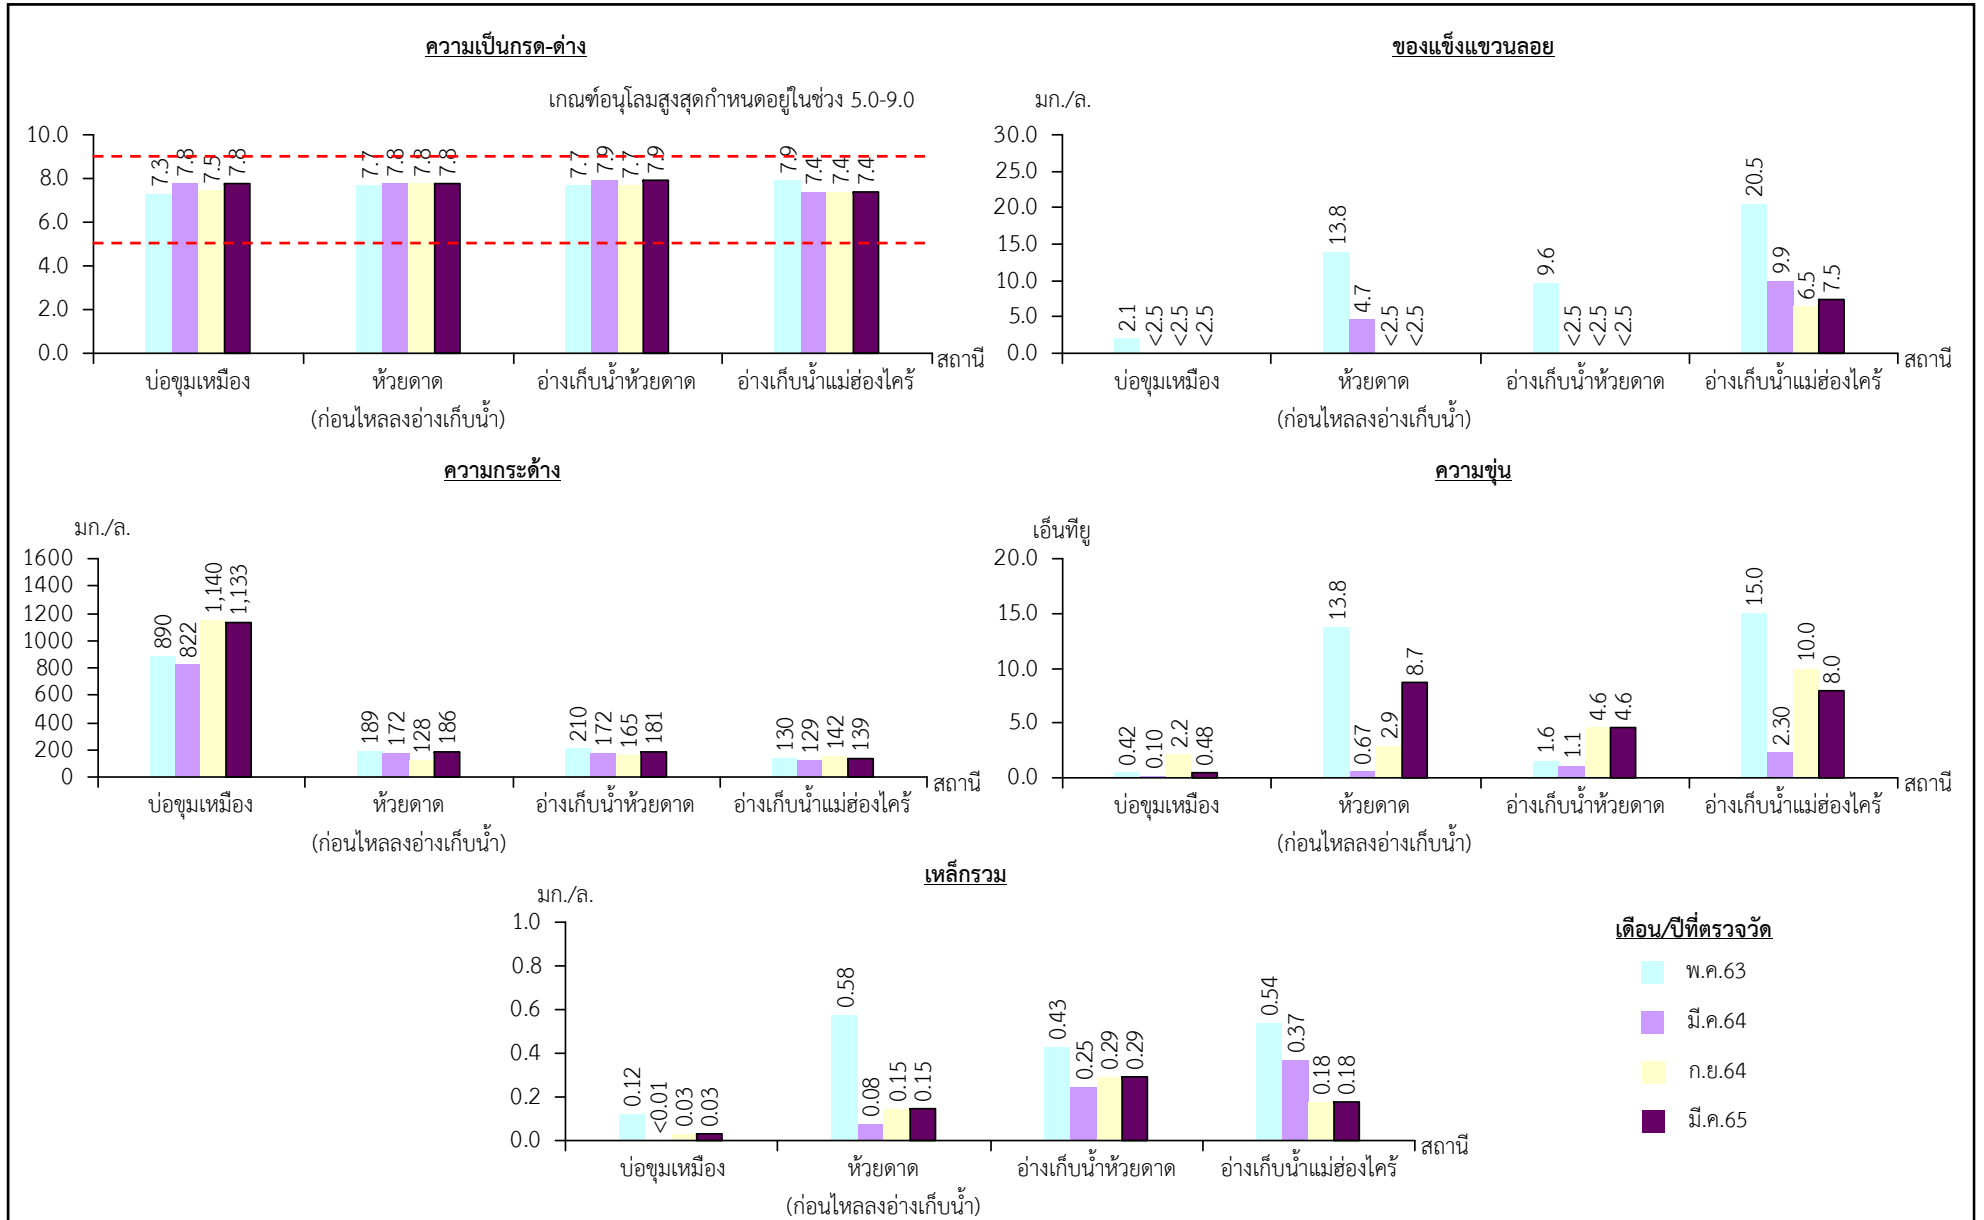 ความเป็นกรด-ด่าง
เกณฑ์อนุโลมสูงสุดกำหนดอยู่ในช่วง 5.0-9.0
10.0
8.0
6.0
4.0
2.0
0.0
7.3 7.8 7.5 7.8 7.7 7.8 7.8 7.8 7.7 7.9 7.7 7.9 7.9 7.4 7.4 7.4
สถานี
บ่อขุมเหมือง ห้วยดาด อ่างเก็บน้ำห้วยดาด อ่างเก็บน้ำแม่ฮ่องไคร้
(ก่อนไหลลงอ่างเก็บน้ำ)
ของแข็งแขวนลอย
มก./ล.
30.0
25.0
20.0
15.0
10.0
5.0
0.0
2.1 <2.5 <2.5 <2.5 13.8 4.7 <2.5 <2.5 9.6 <2.5 <2.5 <2.5 20.5 9.9 6.5 7.5
สถานี
บ่อขุมเหมือง ห้วยดาด อ่างเก็บน้ำห้วยดาด อ่างเก็บน้ำแม่ฮ่องไคร้
(ก่อนไหลลงอ่างเก็บน้ำ)
ความกระด้าง
มก./ล.
1600
1400
1200
1000
800
600
400
200
0
890 822 1,140 1,133 189 172 128 186 210 172 165 181 130 129 142 139
สถานี
บ่อขุมเหมือง ห้วยดาด อ่างเก็บน้ำห้วยดาด อ่างเก็บน้ำแม่ฮ่องไคร้
(ก่อนไหลลงอ่างเก็บน้ำ)
ความขุ่น
เอ็นทียู
20.0
15.0
10.0
5.0
0.0
0.42 0.10 2.2 0.48 13.8 0.67 2.9 8.7 1.6 1.1 4.6 4.6 15.0 2.30 10.0 8.0
สถานี
บ่อขุมเหมือง ห้วยดาด อ่างเก็บน้ำห้วยดาด อ่างเก็บน้ำแม่ฮ่องไคร้
(ก่อนไหลลงอ่างเก็บน้ำ)
เหล็กรวม
มก./ล.
1.0
0.8
0.6
0.4
0.2
0.0
0.12 <0.01 0.03 0.03 0.58 0.08 0.15 0.15 0.43 0.25 0.29 0.29 0.54 0.37 0.18 0.18
สถานี
บ่อขุมเหมือง ห้วยดาด อ่างเก็บน้ำห้วยดาด อ่างเก็บน้ำแม่ฮ่องไคร้
(ก่อนไหลลงอ่างเก็บน้ำ)
เดือน/ปีที่ตรวจวัด
พ.ค.63
มี.ค.64
ก.ย.64
มี.ค.65